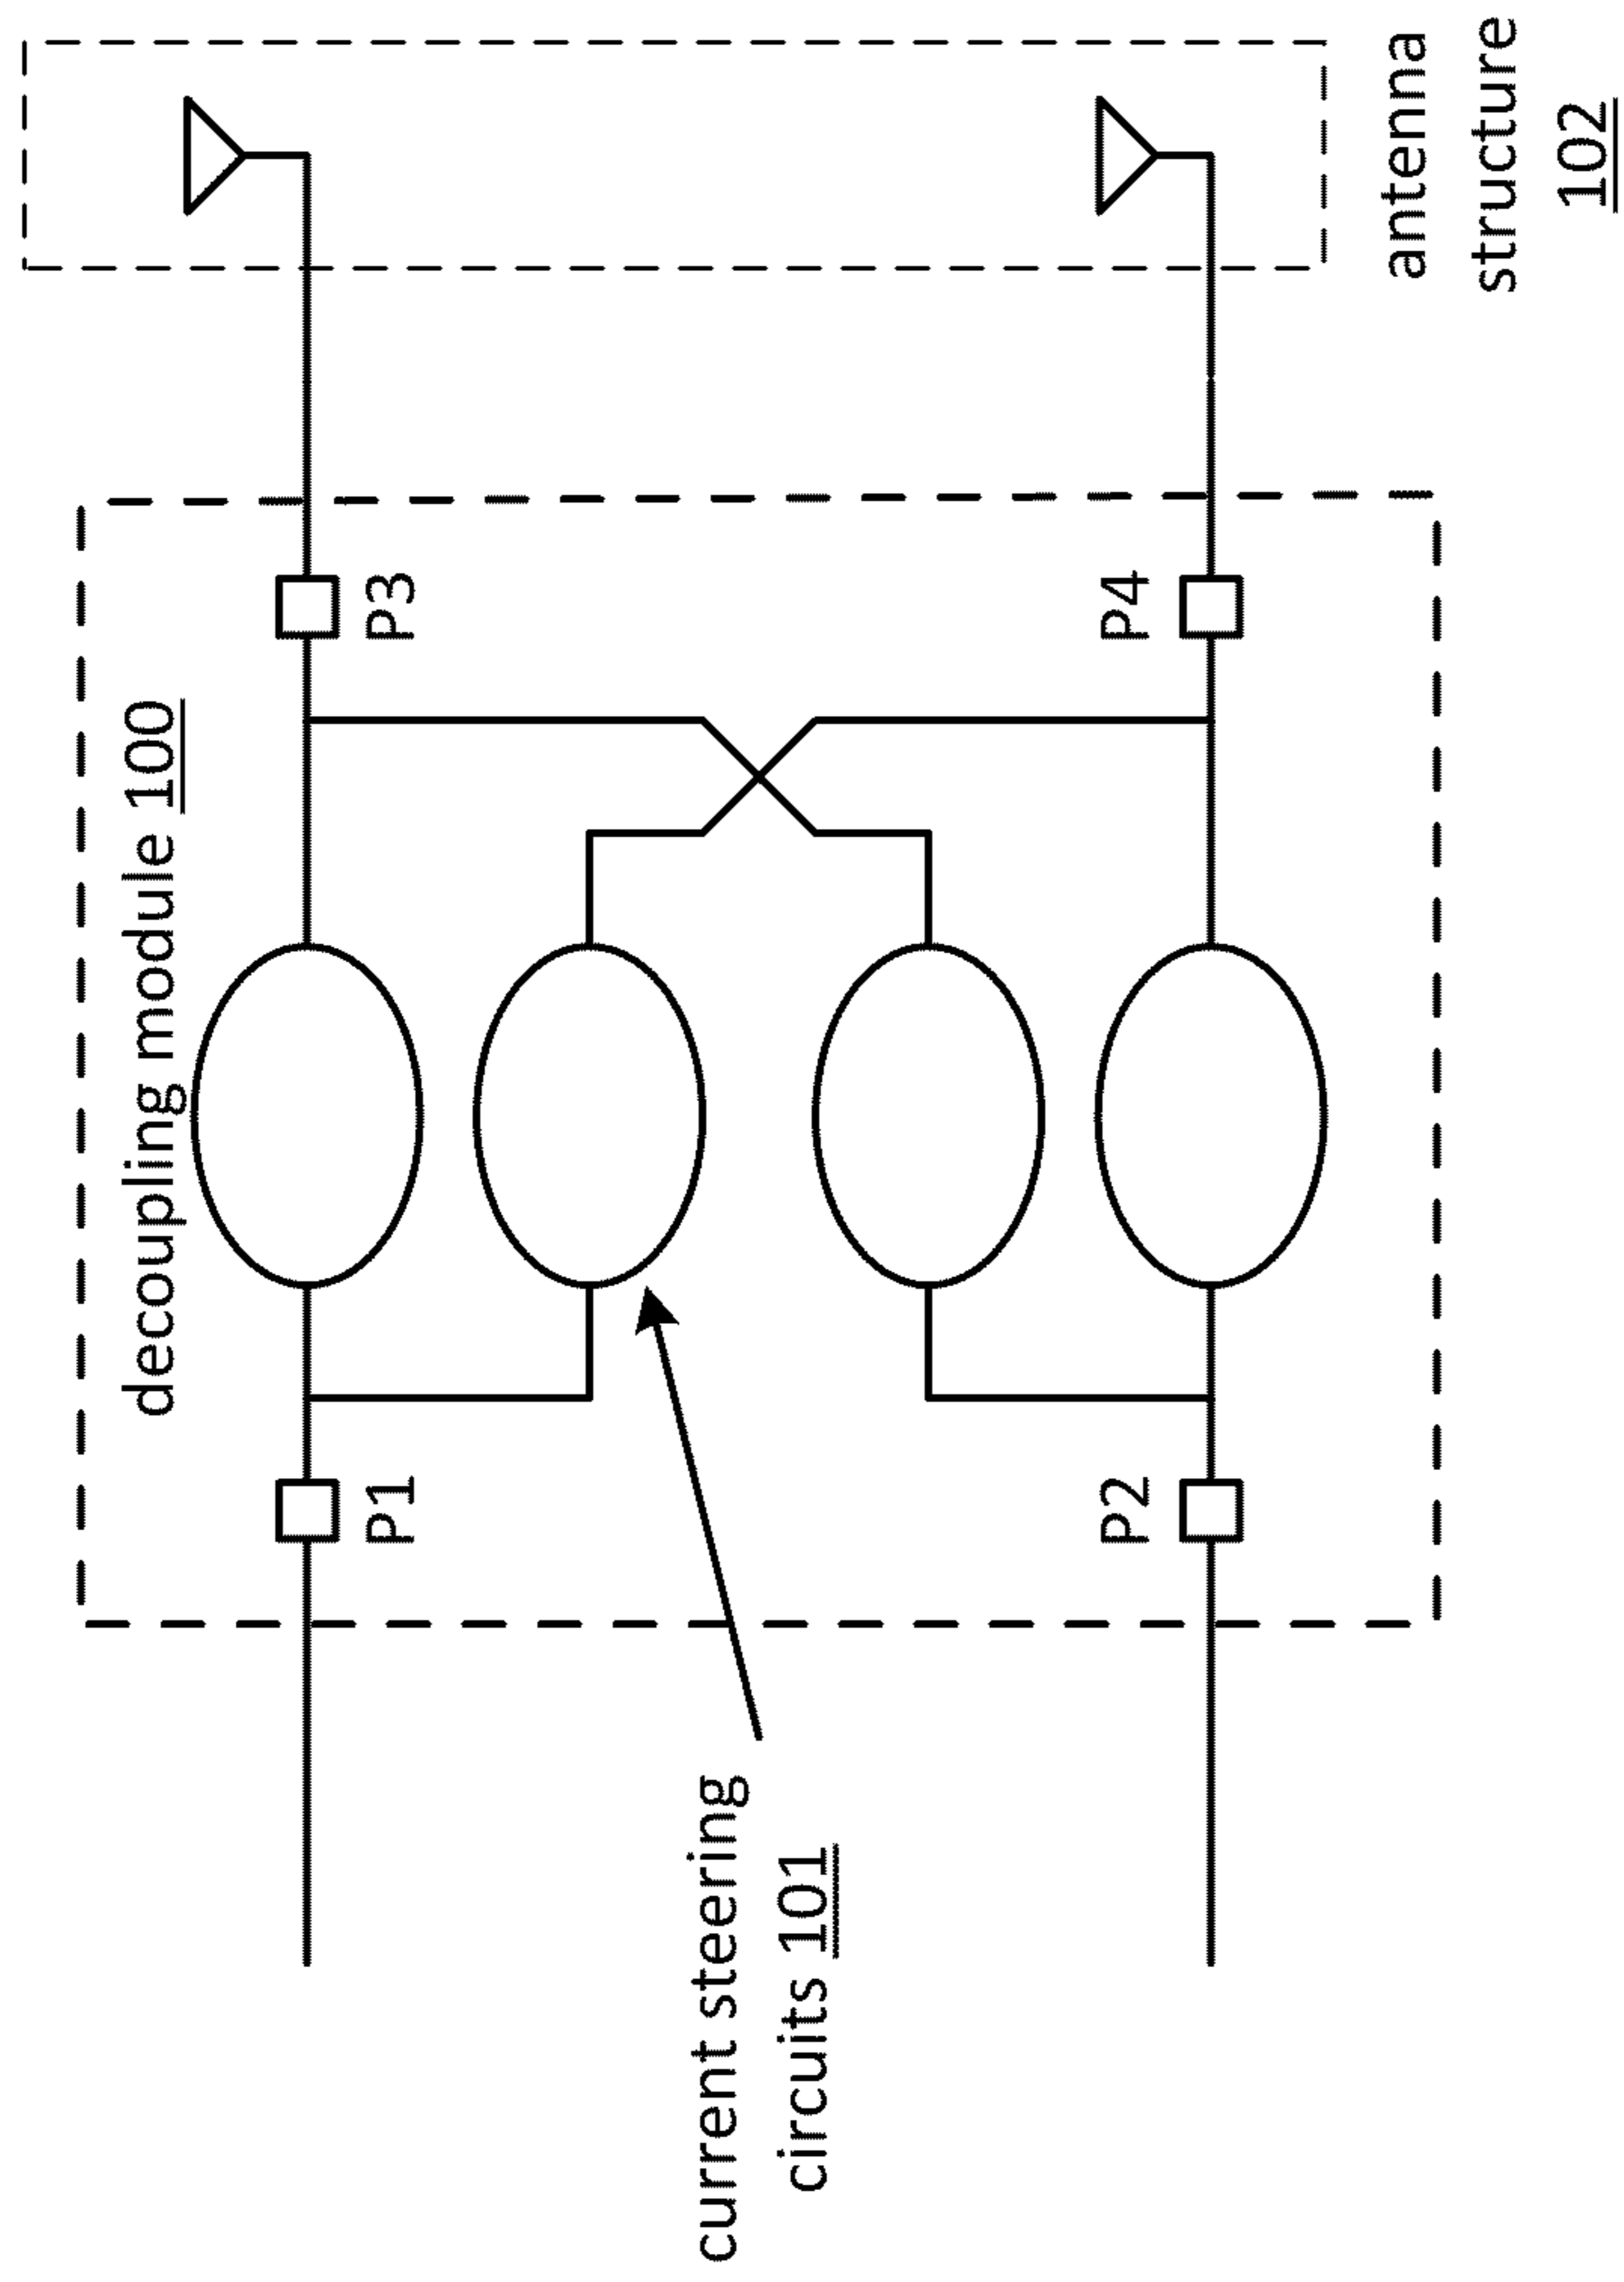 decoupling module 100
P1
P3
current steering
circuits 101
P2
P4
antenna
structure
102